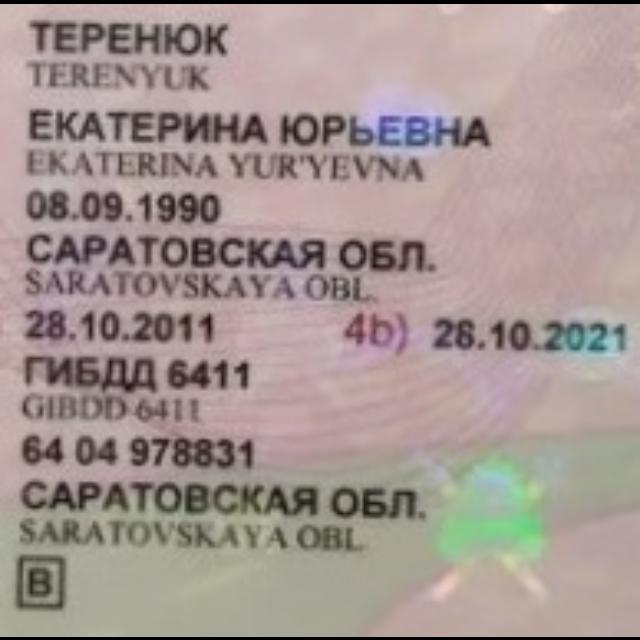 ТЕРЕНЮК
TERENYUK
ЕКАТЕРИНА ЮРЬЕВНА
EKATERINA YUR'YEVNA
08.09.1990
САРАТОВСКАЯ ОБЛ.
SARATOVSKAYA OBL.
28.10.2011 4b) 28.10.2021
ГИБДД 6411
GIBDD 6411
64 04 978831
САРАТОВСКАЯ ОБЛ.
SARATOVSKAYA OBL.
B